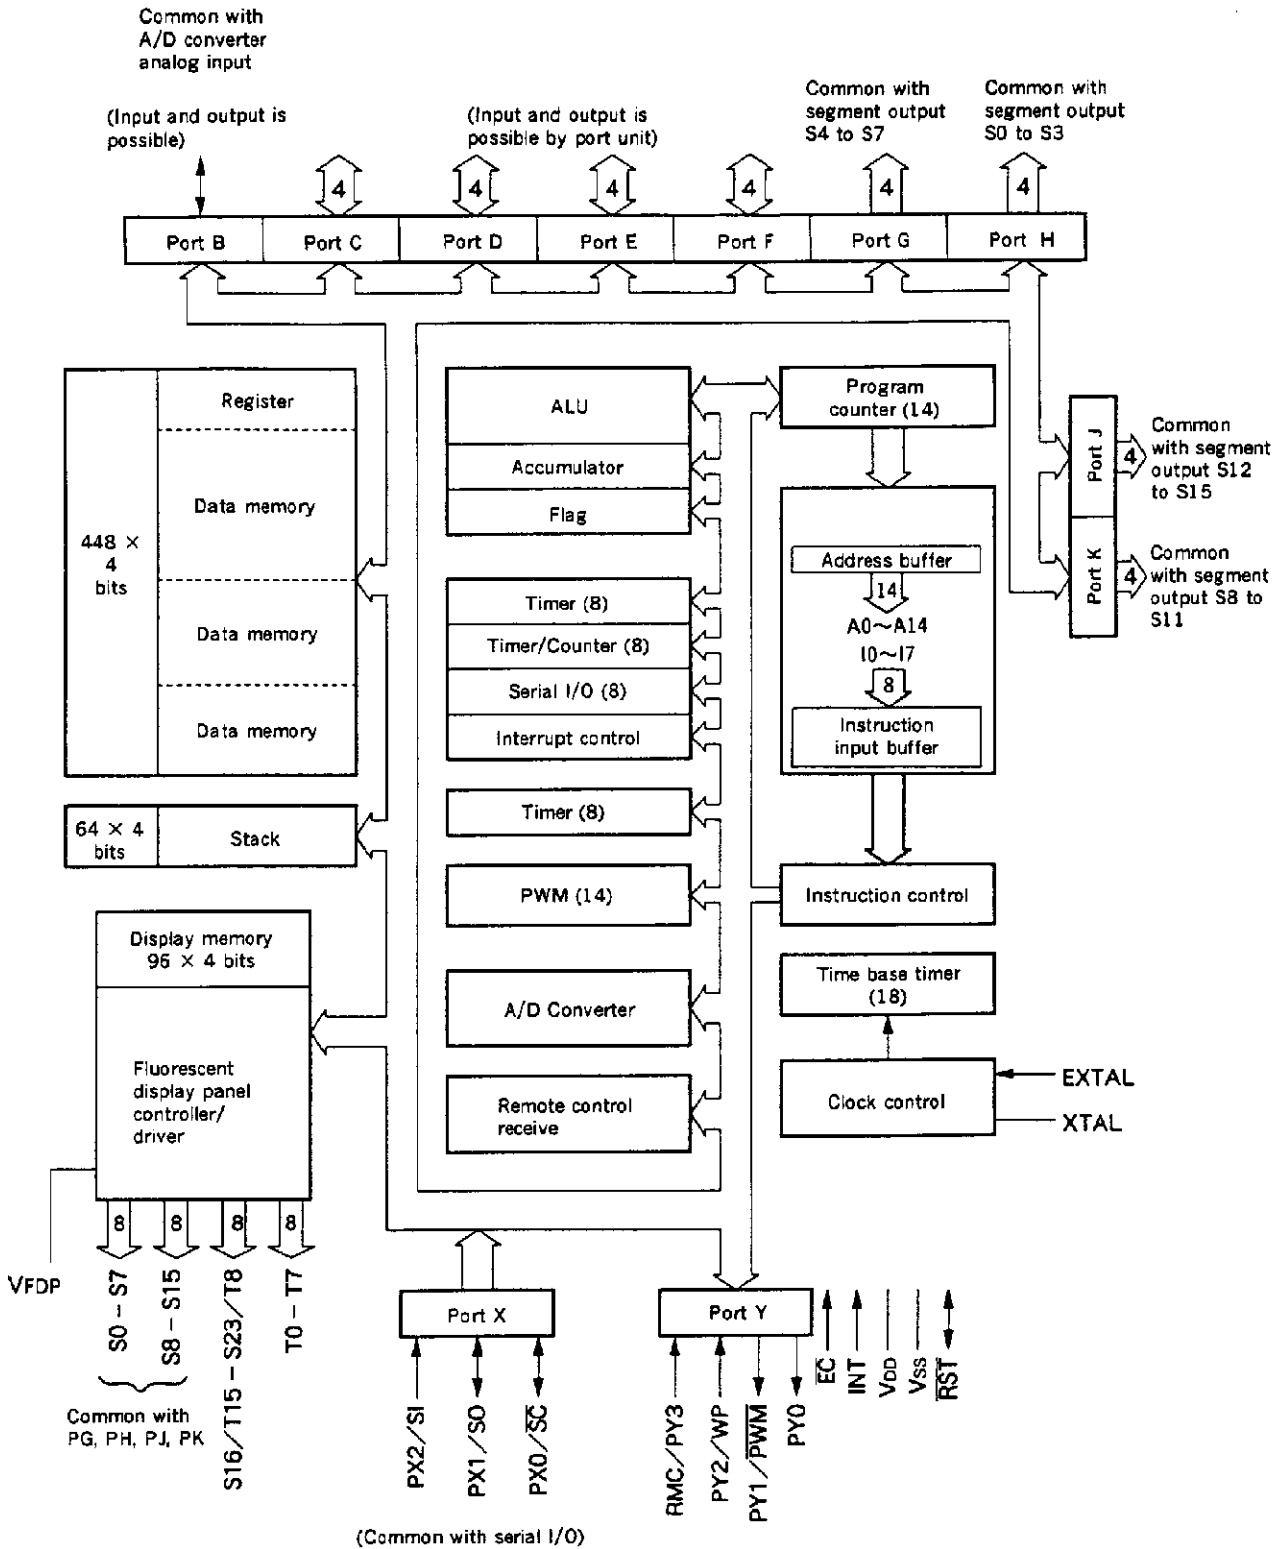 Common with
A/D converter
analog input
(Input and output is
possible)
(Input and output is
possible by port unit)
Common with
segment output
S4 to S7
Common with
segment output
S0 to S3
4
4
4
4
4
4
Port B
Port C
Port D
Port E
Port F
Port G
Port H
448 ×
4
bits
Register
Data memory
Data memory
Data memory
64 × 4
bits
Stack
Display memory
96 × 4 bits
Fluorescent
display panel
controller/
driver
ALU
Accumulator
Flag
Timer (8)
Timer/Counter (8)
Serial I/O (8)
Interrupt control
Timer (8)
PWM (14)
A/D Converter
Remote control
receive
Program
counter (14)
Address buffer
14
A0~A14
I0~I7
8
Instruction
input buffer
Instruction control
Time base timer
(18)
Clock control
EXTAL
XTAL
Port J
4
Common
with segment
output S12
to S15
Port K
4
Common
with segment
output S8 to
S11
VFDP
8
8
8
8
S0 – S7
S8 – S15
S16/T15 – S23/T8
T0 – T7
Common with
PG, PH, PJ, PK
Port X
PX2/SI
PX1/SO
PX0/S̅C̅
(Common with serial I/O)
Port Y
RMC/PY3
PY2/WP
PY1/P̅W̅M̅
PY0
E̅C̅
INT
VDD
VSS
R̅S̅T̅